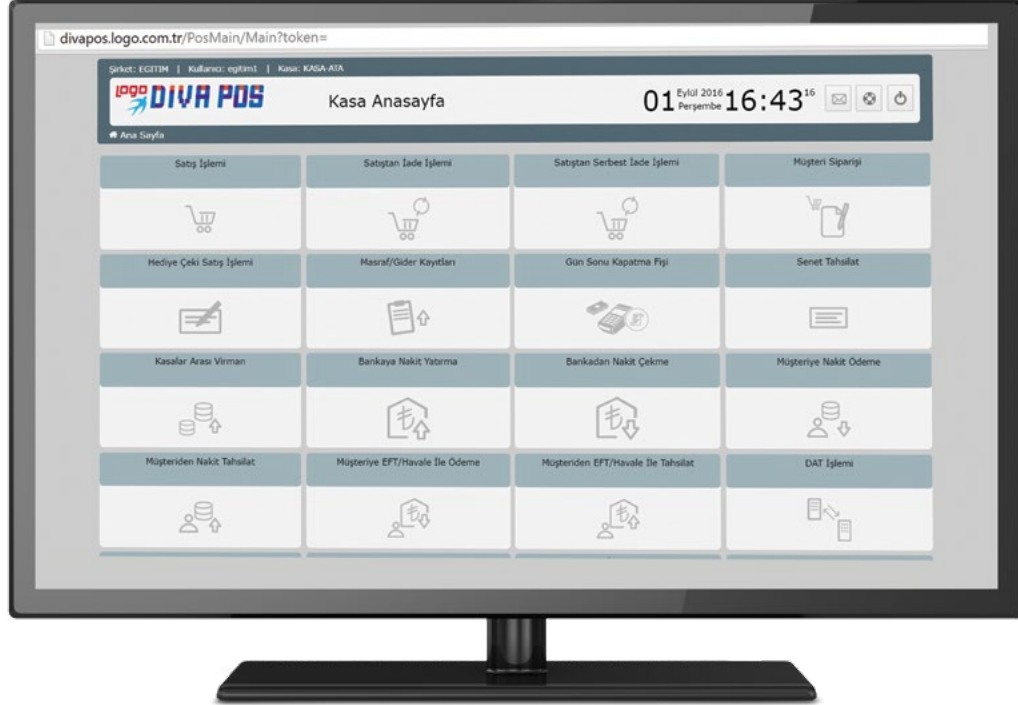 divapos.logo.com.tr/PosMain/Main?token=
Şirket: EGITIM | Kullanıcı: egitim1 | Kasa: KASA-ATA
LOGO DIVA POS
Kasa Anasayfa
01 Eylül 2016 Perşembe 16:43 16
Ana Sayfa
Satış İşlemi
Satıştan İade İşlemi
Satıştan Serbest İade İşlemi
Müşteri Siparişi
Hediye Çeki Satış İşlemi
Masraf/Gider Kayıtları
Gün Sonu Kapatma Fişi
Senet Tahsilat
Kasalar Arası Virman
Bankaya Nakit Yatırma
Bankadan Nakit Çekme
Müşteriye Nakit Ödeme
Müşteriden Nakit Tahsilat
Müşteriye EFT/Havale İle Ödeme
Müşteriden EFT/Havale İle Tahsilat
DAT İşlemi